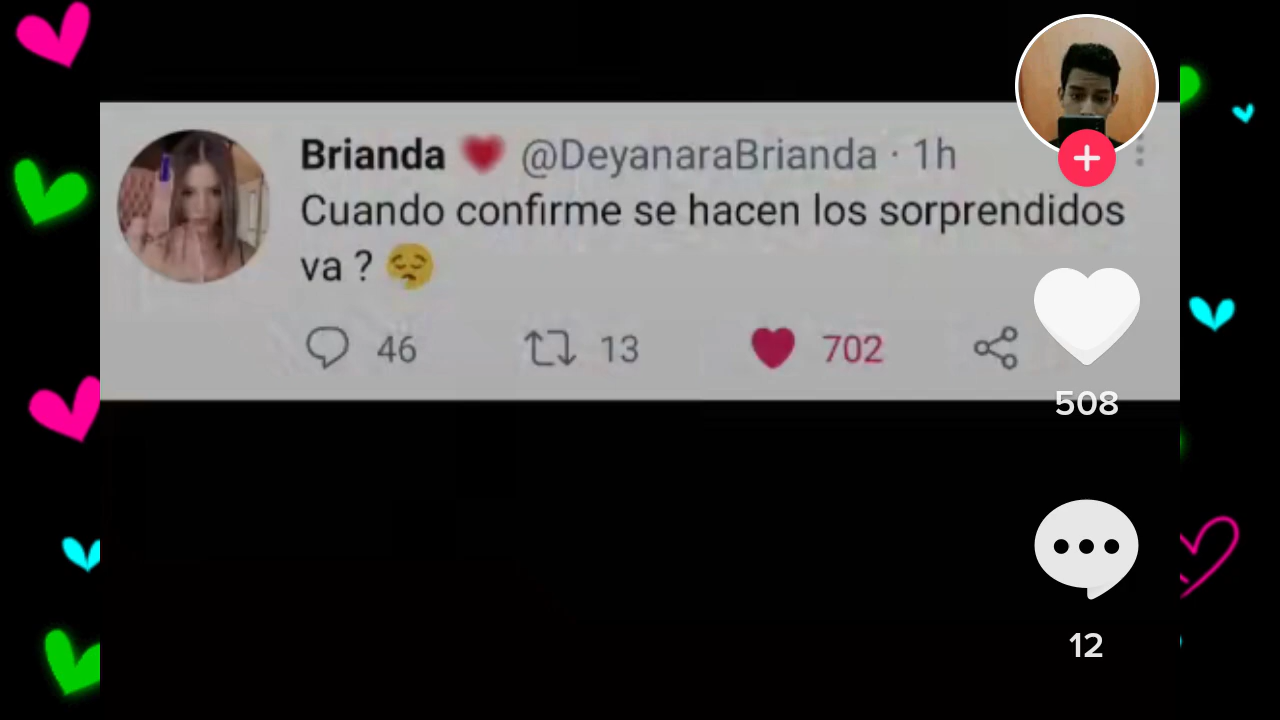 Brianda ❤️ @DeyanaraBrianda · 1h
Cuando confirme se hacen los sorprendidos
va ? 😮‍💨
46 13 702
508
12